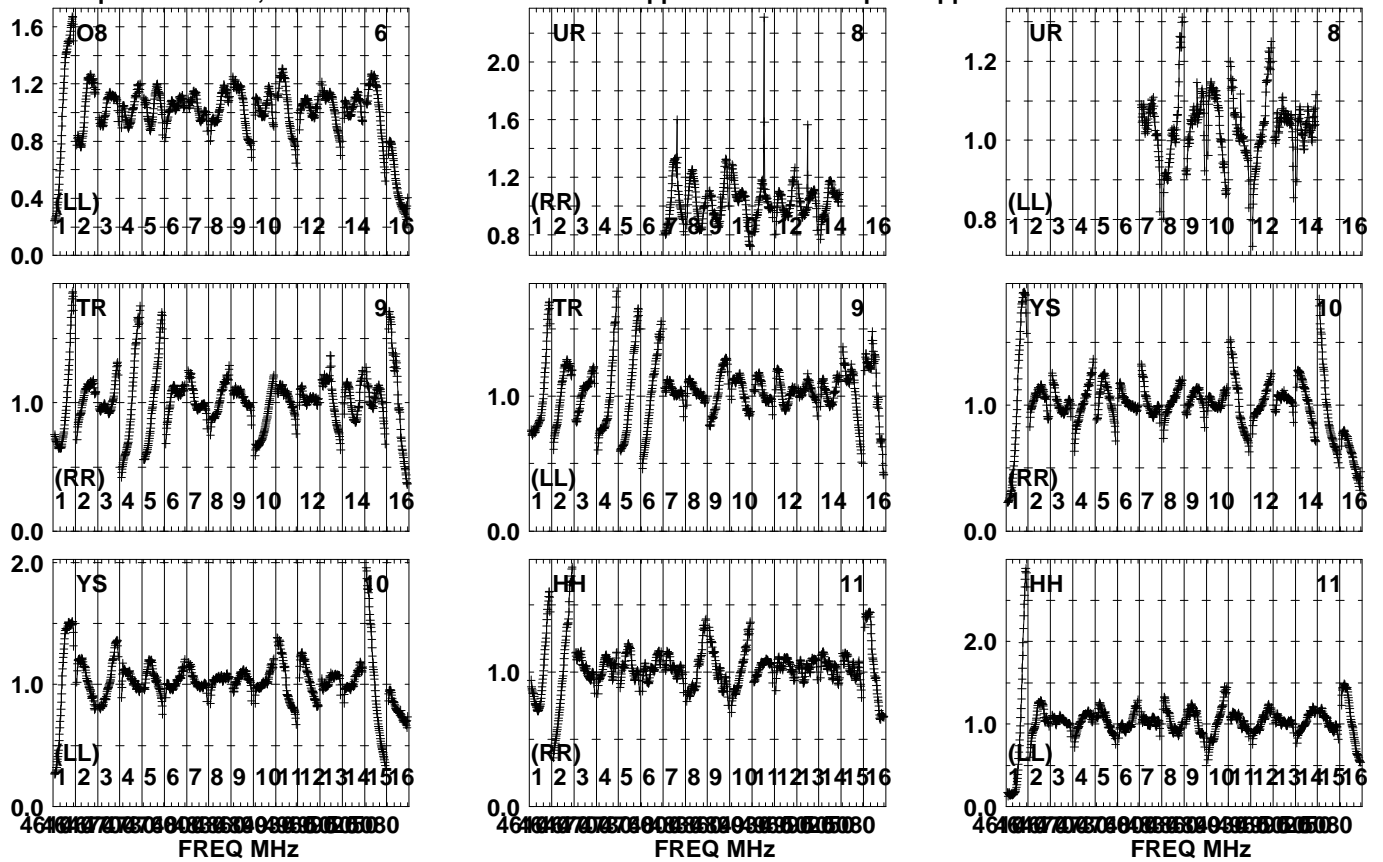 O8 6
1.6
1.2
0.8
0.4
0.0
(LL)
1 2 3 4 5 6 7 8 9 10 12 14 16
UR 8
2.0
1.6
1.2
0.8
(RR)
1 2 3 4 5 6 7 8 9 10 12 14 16
UR 8
1.2
1.0
0.8
(LL)
1 2 3 4 5 6 7 8 9 10 12 14 16
TR 9
1.0
0.0
(RR)
1 2 3 4 5 6 7 8 9 10 12 14 16
TR 9
1.0
0.0
(LL)
1 2 3 4 5 6 7 8 9 10 12 14 16
YS 10
1.0
0.0
(RR)
1 2 3 4 5 6 7 8 9 10 12 14 16
YS 10
2.0
1.0
0.0
(LL)
1 2 3 4 5 6 7 8 9 10 11 12 13 15 16
FREQ MHz
HH 11
1.0
0.0
(RR)
1 2 3 4 5 6 7 8 9 10 11 12 13 14 15 16
FREQ MHz
HH 11
2.0
1.0
0.0
(LL)
1 2 3 4 5 6 7 8 9 10 11 12 13 14 15 16
FREQ MHz